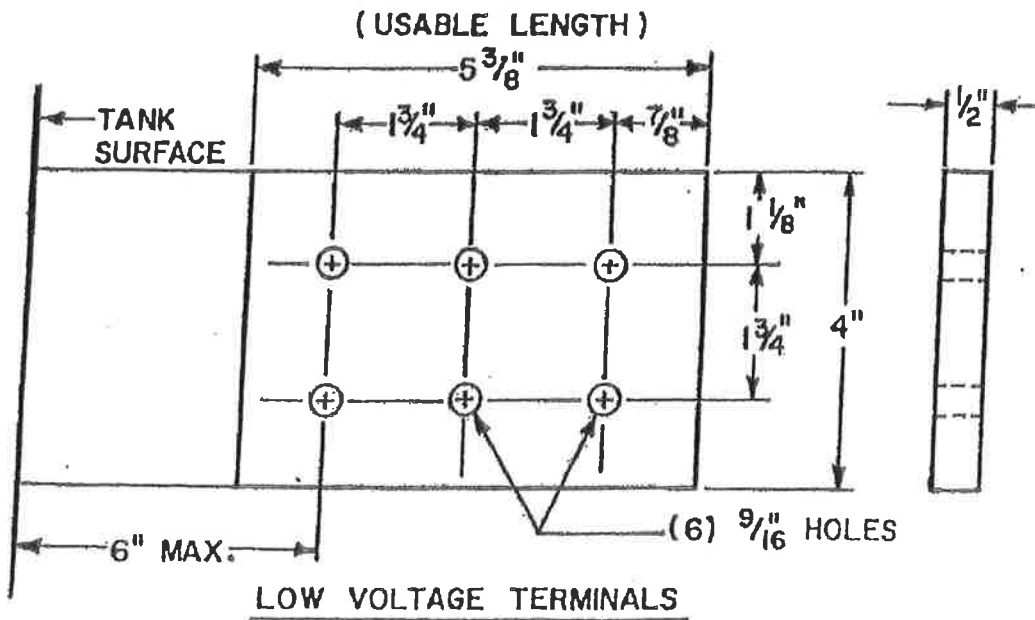 (USABLE LENGTH)
5 3/8"
1 3/4" 1 3/4" 7/8"
1/2"
TANK
SURFACE
1 1/8"
1 3/4"
4"
6" MAX.
(6) 9/16" HOLES
LOW VOLTAGE TERMINALS